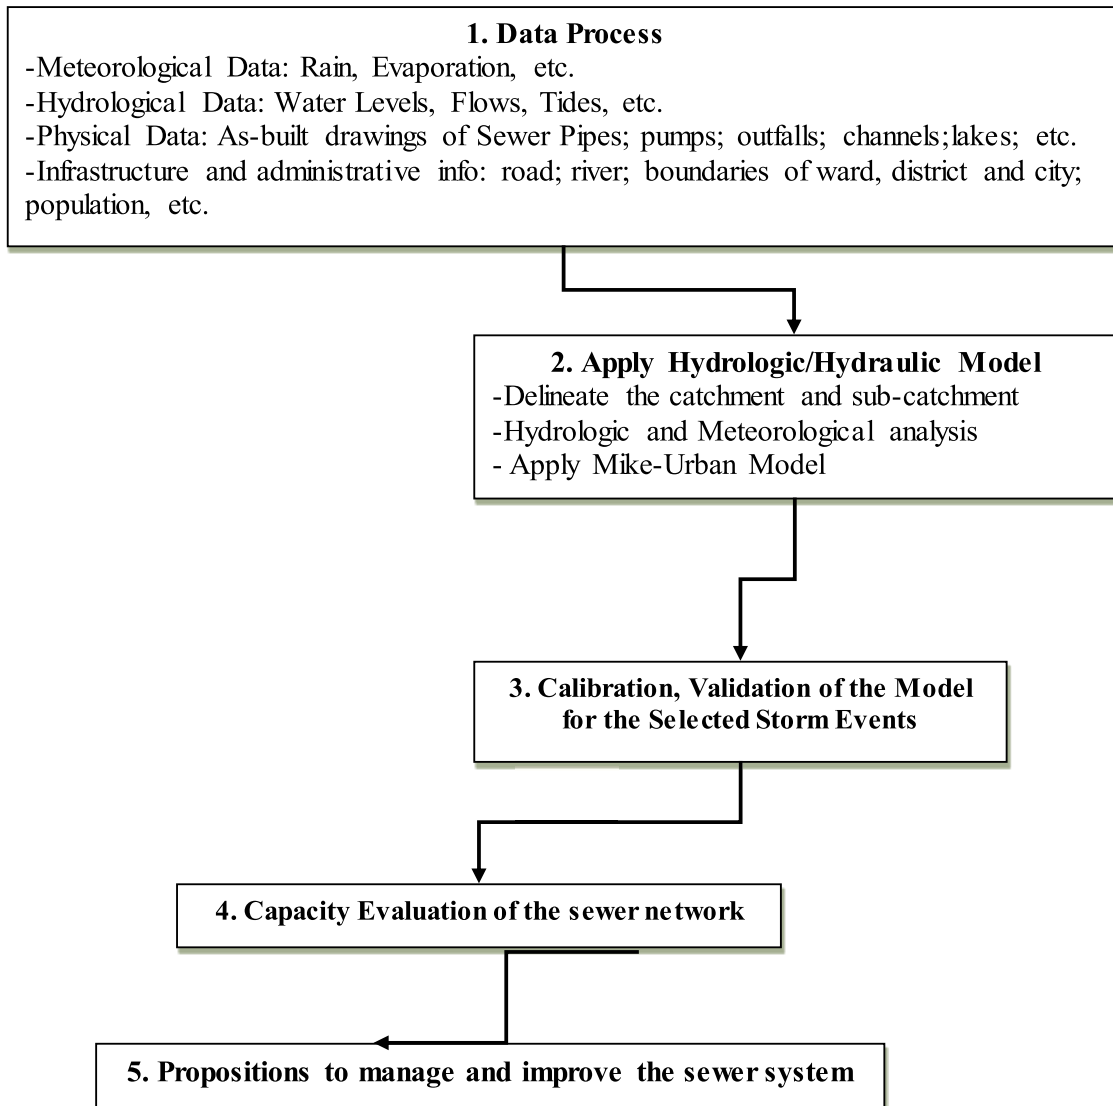 1. Data Process
-Meteorological Data: Rain, Evaporation, etc.
-Hydrological Data: Water Levels, Flows, Tides, etc.
-Physical Data: As-built drawings of Sewer Pipes; pumps; outfalls; channels;lakes; etc.
-Infrastructure and administrative info: road; river; boundaries of ward, district and city;
population, etc.
2. Apply Hydrologic/Hydraulic Model
-Delineate the catchment and sub-catchment
-Hydrologic and Meteorological analysis
- Apply Mike-Urban Model
3. Calibration, Validation of the Model
for the Selected Storm Events
4. Capacity Evaluation of the sewer network
5. Propositions to manage and improve the sewer system